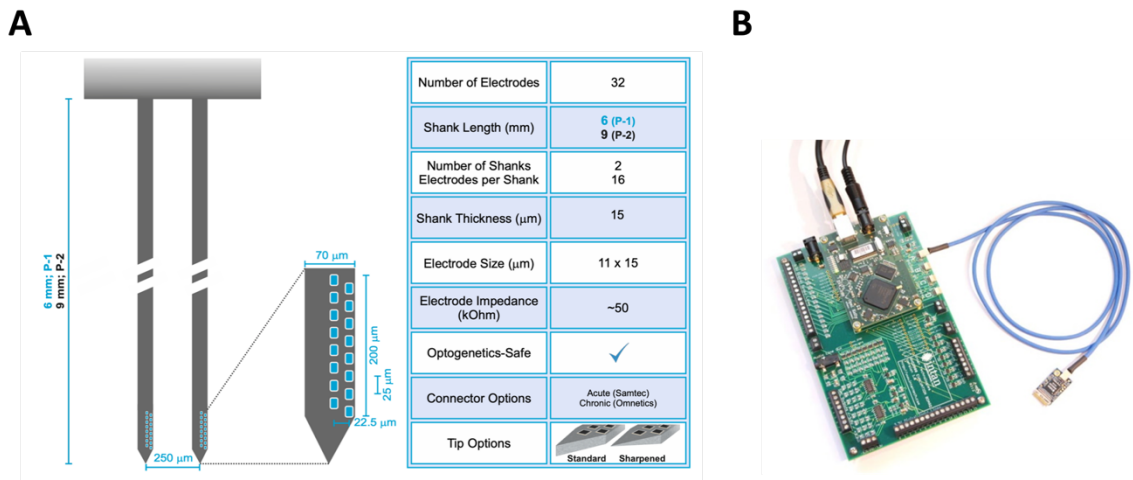 A
B
6 mm; P-1
9 mm; P-2
250 µm
70 µm
200 µm
25 µm
22.5 µm
Number of Electrodes
32
Shank Length (mm)
6 (P-1)
9 (P-2)
Number of Shanks
Electrodes per Shank
2
16
Shank Thickness (µm)
15
Electrode Size (µm)
11 x 15
Electrode Impedance
(kOhm)
~50
Optogenetics-Safe
✓
Connector Options
Acute (Samtec)
Chronic (Omnetics)
Tip Options
Standard
Sharpened
intan